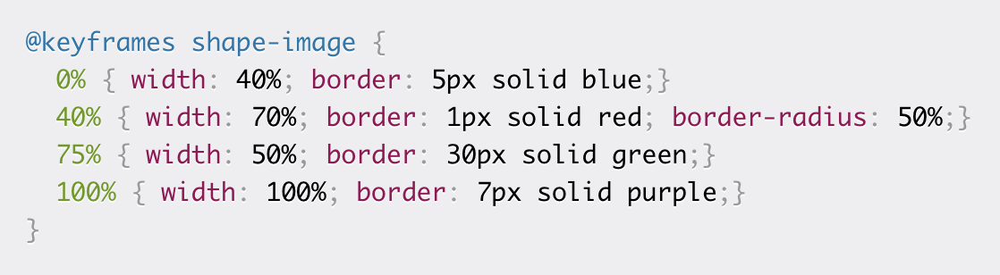 @keyframes shape-image {
  0% { width: 40%; border: 5px solid blue;}
  40% { width: 70%; border: 1px solid red; border-radius: 50%;}
  75% { width: 50%; border: 30px solid green;}
  100% { width: 100%; border: 7px solid purple;}
}